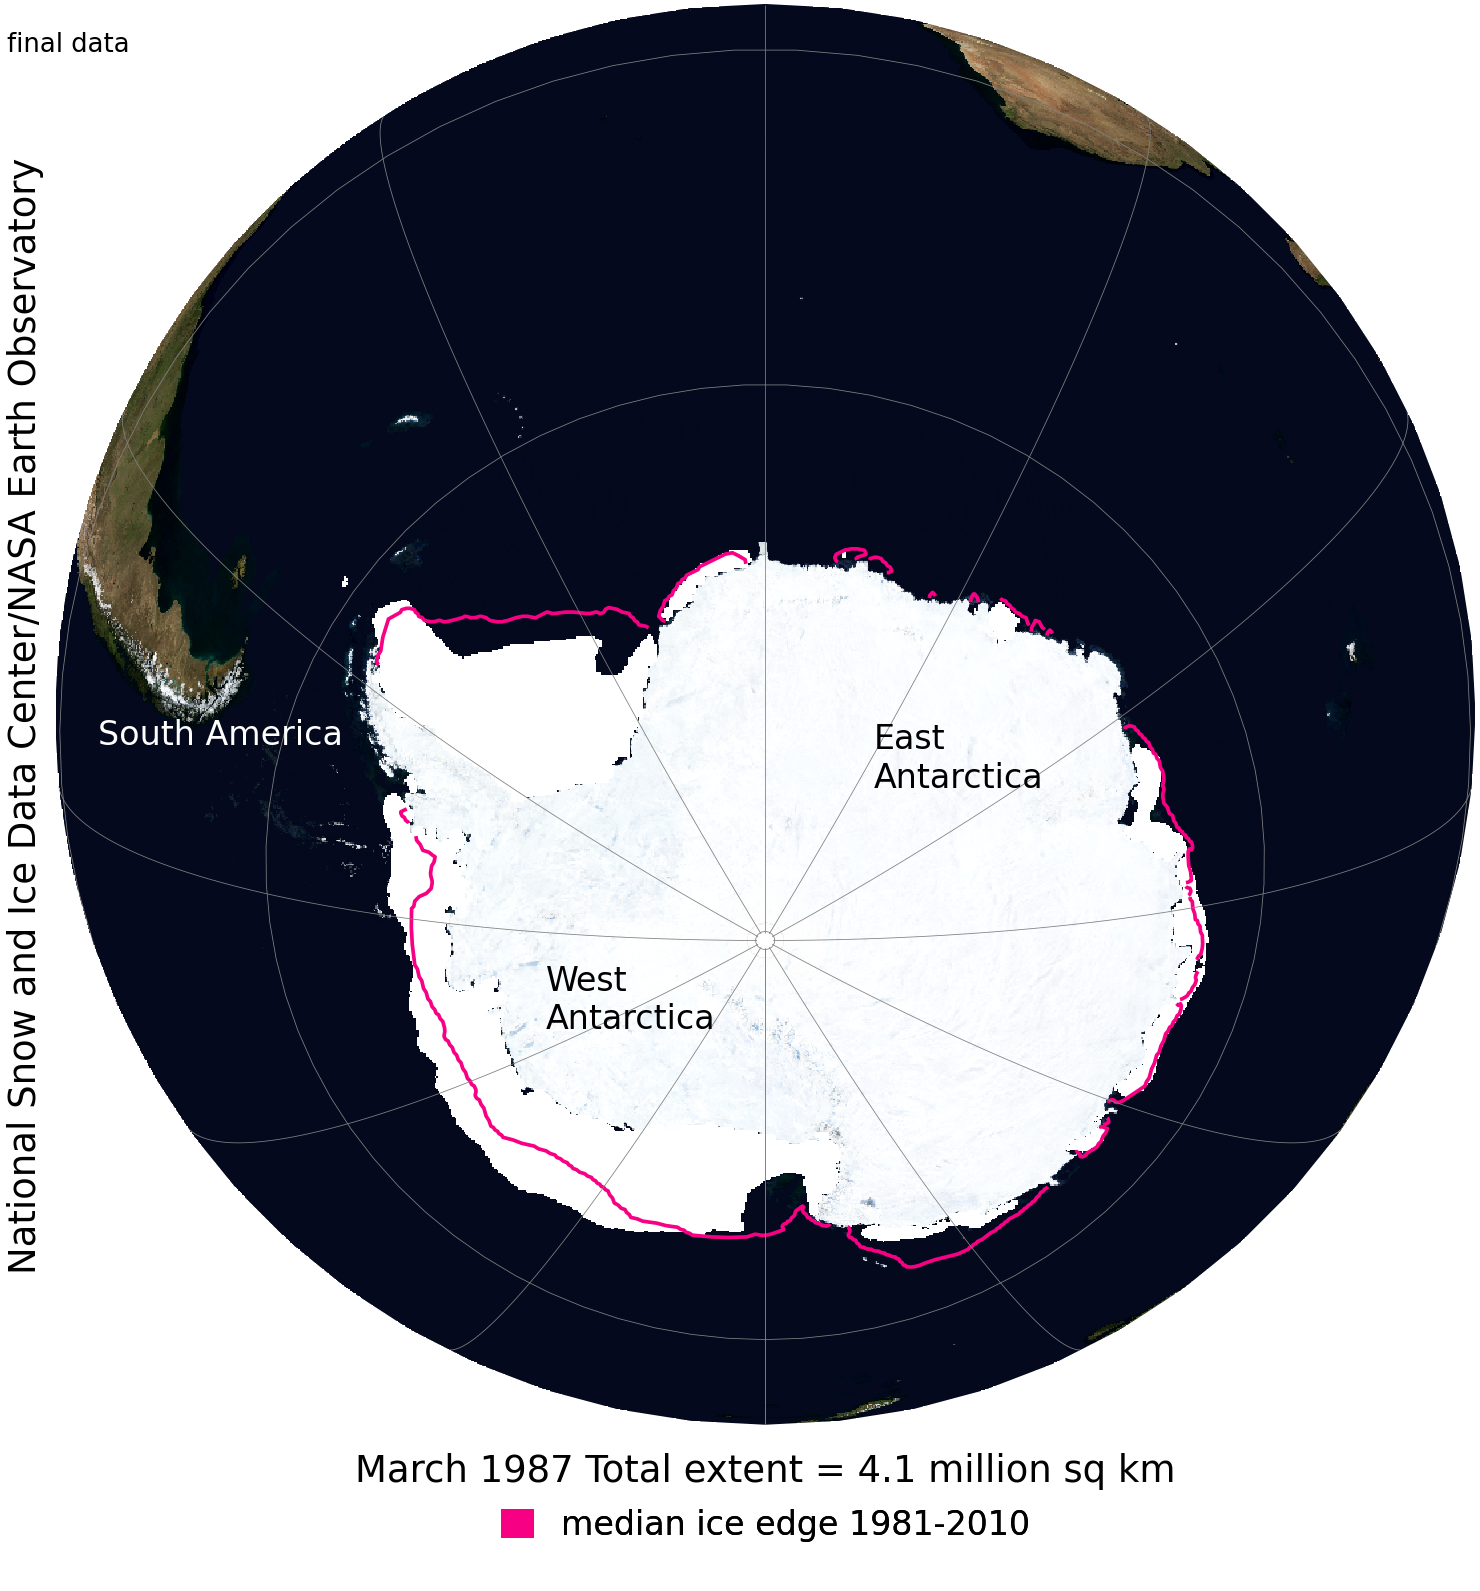 final data
National Snow and Ice Data Center/NASA Earth Observatory
South America
East
Antarctica
West
Antarctica
March 1987 Total extent = 4.1 million sq km
median ice edge 1981-2010